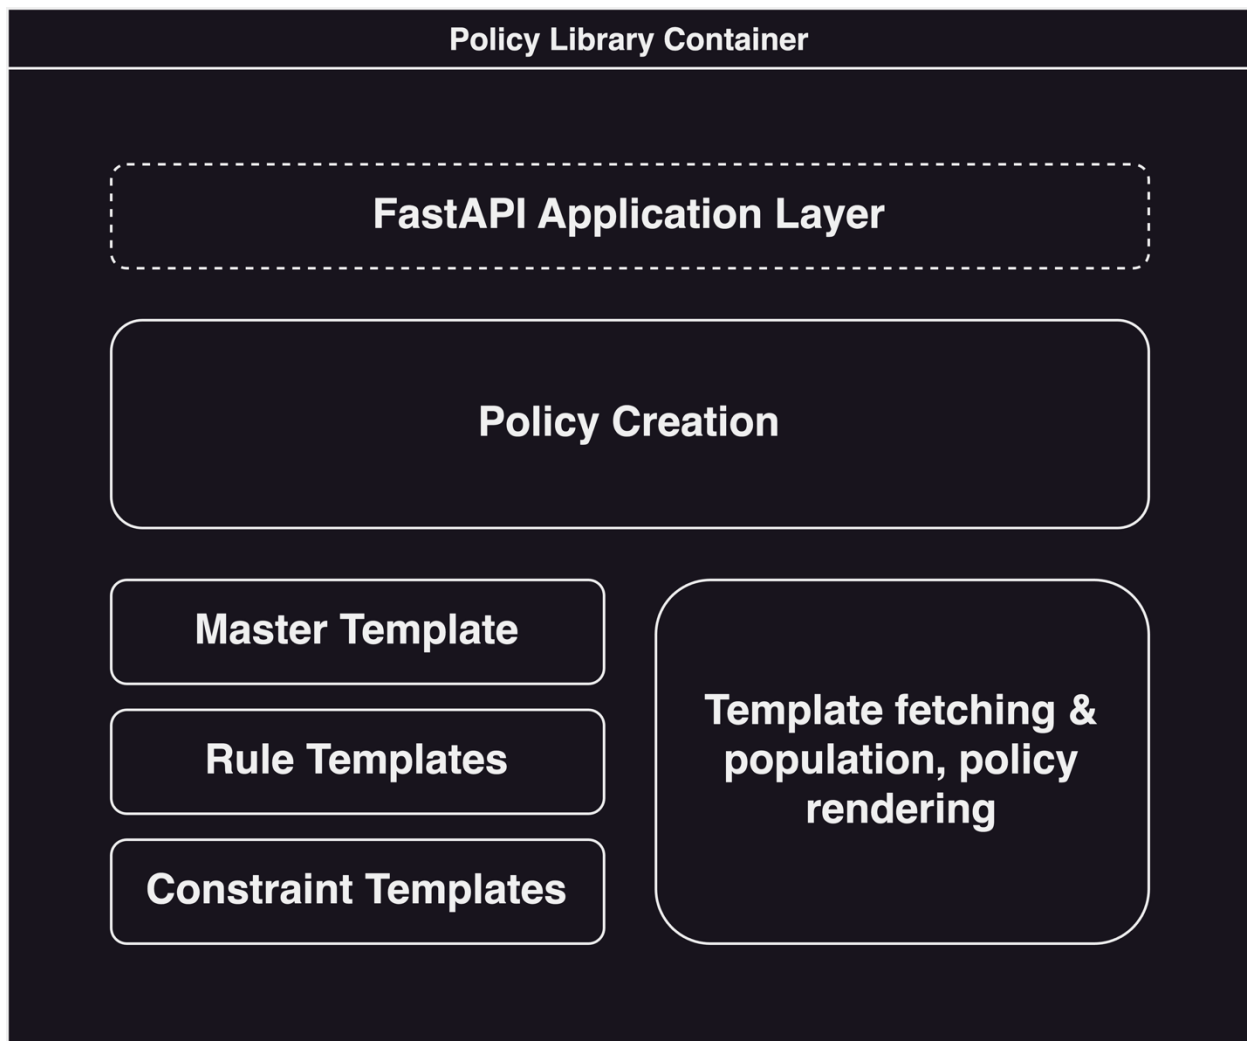 Policy Library Container
FastAPI Application Layer
Policy Creation
Master Template
Rule Templates
Constraint Templates
Template fetching &
population, policy
rendering